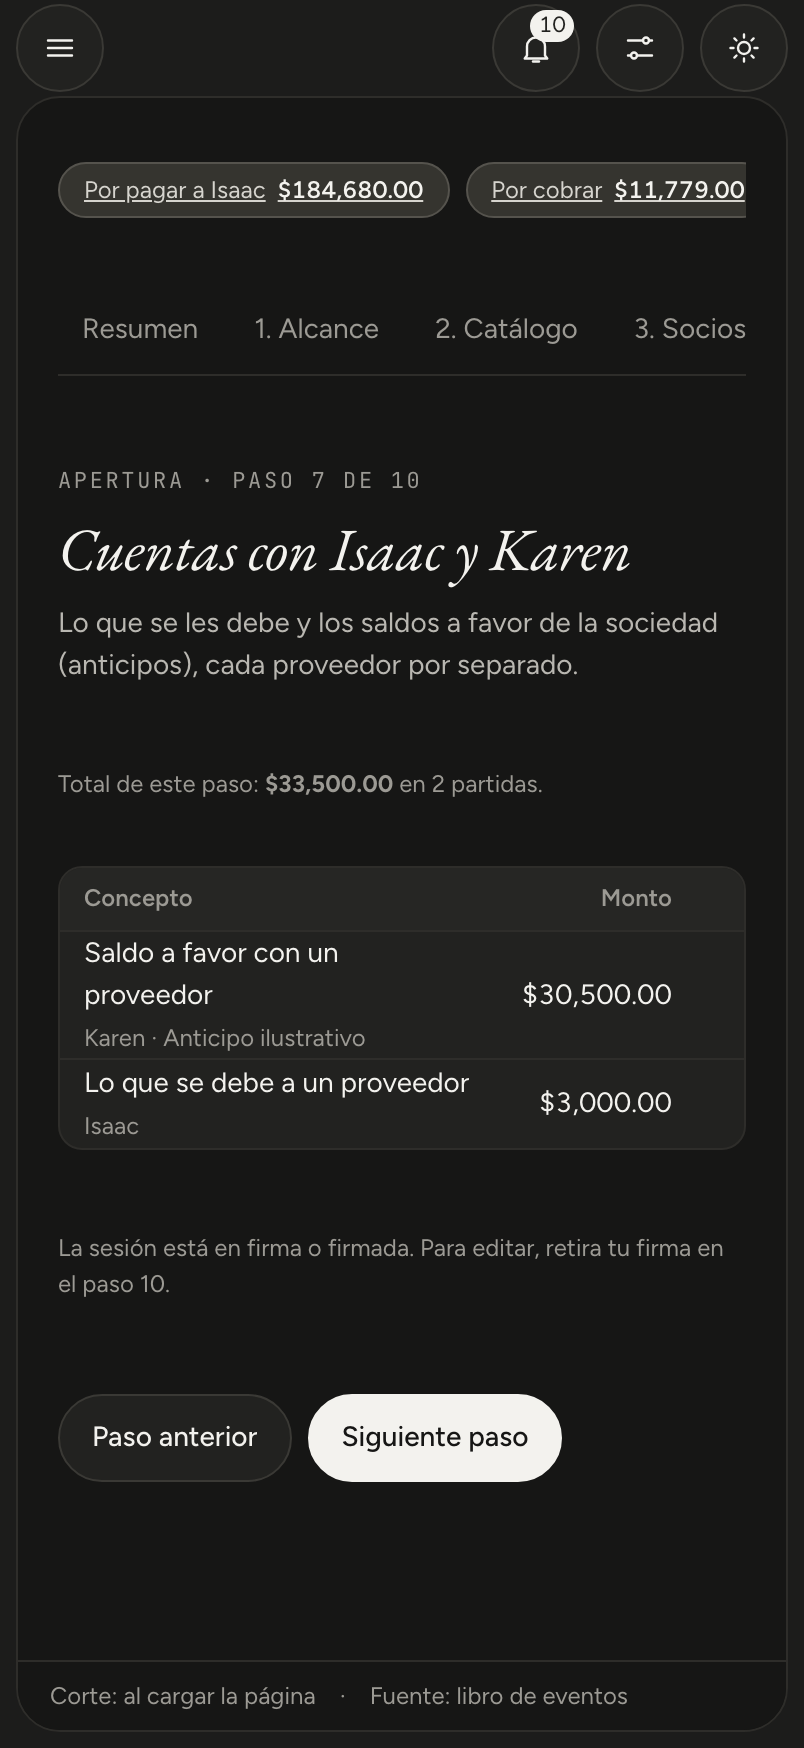 10
Por pagar a Isaac $184,680.00
Por cobrar $11,779.00
Resumen 1. Alcance 2. Catálogo 3. Socios
APERTURA · PASO 7 DE 10
Cuentas con Isaac y Karen
Lo que se les debe y los saldos a favor de la sociedad
(anticipos), cada proveedor por separado.
Total de este paso: $33,500.00 en 2 partidas.
Concepto Monto
Saldo a favor con un
proveedor
$30,500.00
Karen · Anticipo ilustrativo
Lo que se debe a un proveedor
$3,000.00
Isaac
La sesión está en firma o firmada. Para editar, retira tu firma en
el paso 10.
Paso anterior Siguiente paso
Corte: al cargar la página · Fuente: libro de eventos